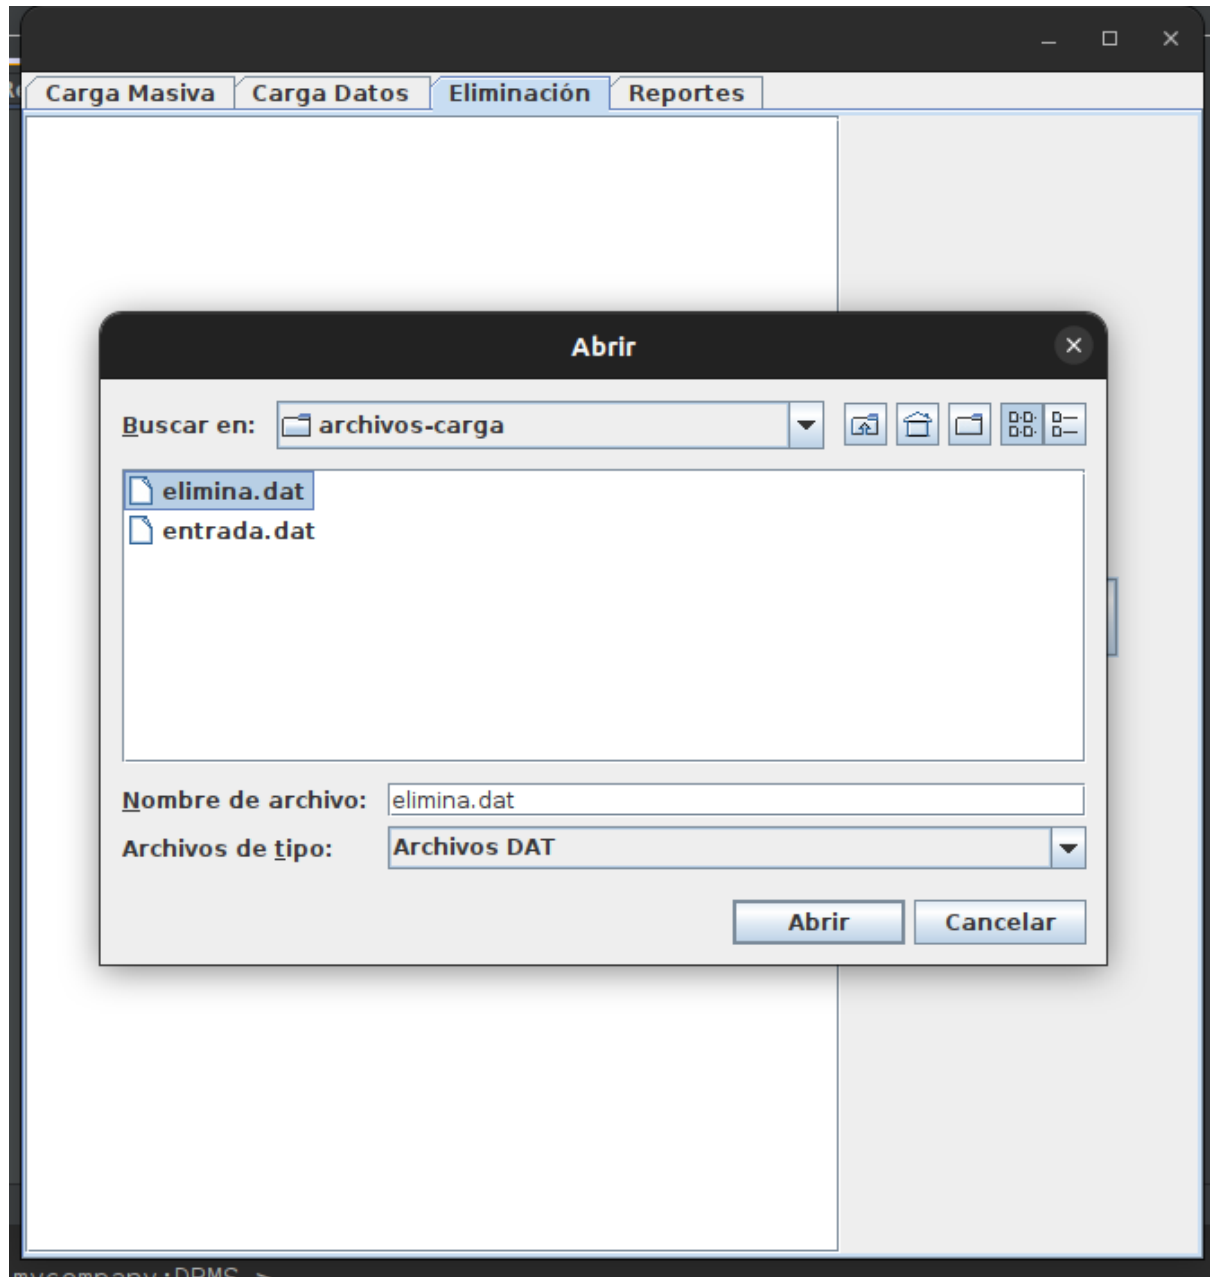 Carga Masiva Carga Datos Eliminación Reportes
Abrir
Buscar en: archivos-carga
elimina.dat
entrada.dat
Nombre de archivo: elimina.dat
Archivos de tipo: Archivos DAT
Abrir Cancelar